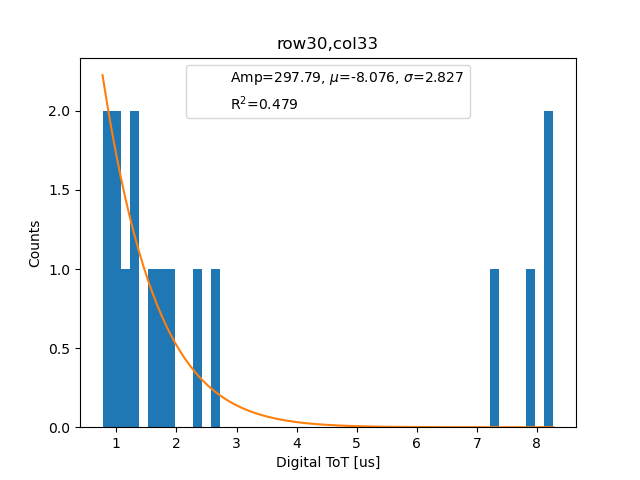 row30,col33
Amp=297.79, μ=-8.076, σ=2.827
R²=0.479
Counts
2.0
1.5
1.0
0.5
0.0
1 2 3 4 5 6 7 8
Digital ToT [us]